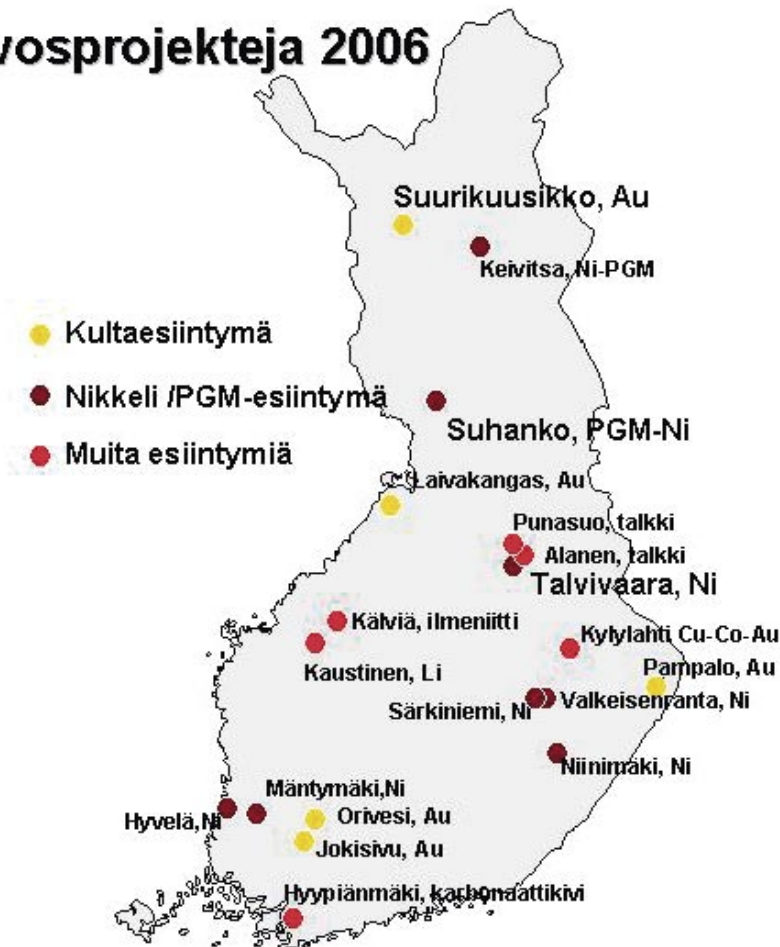 vosprojekteja 2006
Suurikuusikko, Au
Keivitsa, Ni-PGM
Kultaesiintymä
Nikkeli /PGM-esiintymä
Muita esiintymiä
Suhanko, PGM-Ni
Laivakangas, Au
Punasuo, talkki
Alanen, talkki
Talvivaara, Ni
Kälviä, ilmeniitti
Kylylahti Cu-Co-Au
Kaustinen, Li
Pampalo, Au
Särkiniemi, Ni
Valkeisenranta, Ni
Niinimäki, Ni
Mäntymäki,Ni
Hyvelä,Ni
Orivesi, Au
Jokisivu, Au
Hyypiänmäki, karbonaattikivi